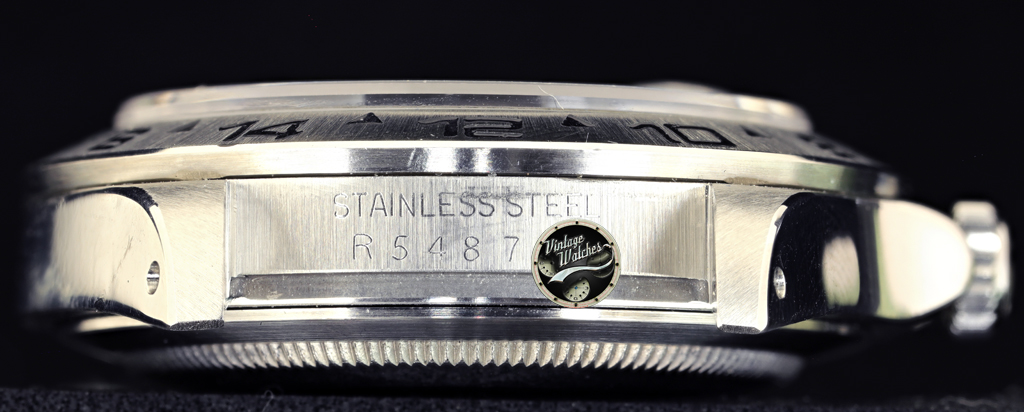 14 12 10
STAINLESS STEEL
R5487
Vintage
Watches